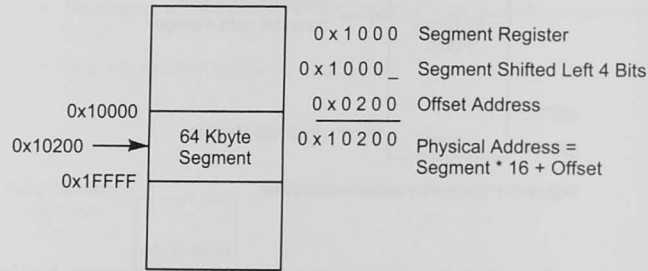 0x1000 Segment Register
0x1000_ Segment Shifted Left 4 Bits
0x0200 Offset Address
0x10200 Physical Address =
Segment * 16 + Offset
0x10000
0x10200
64 Kbyte
Segment
0x1FFFF